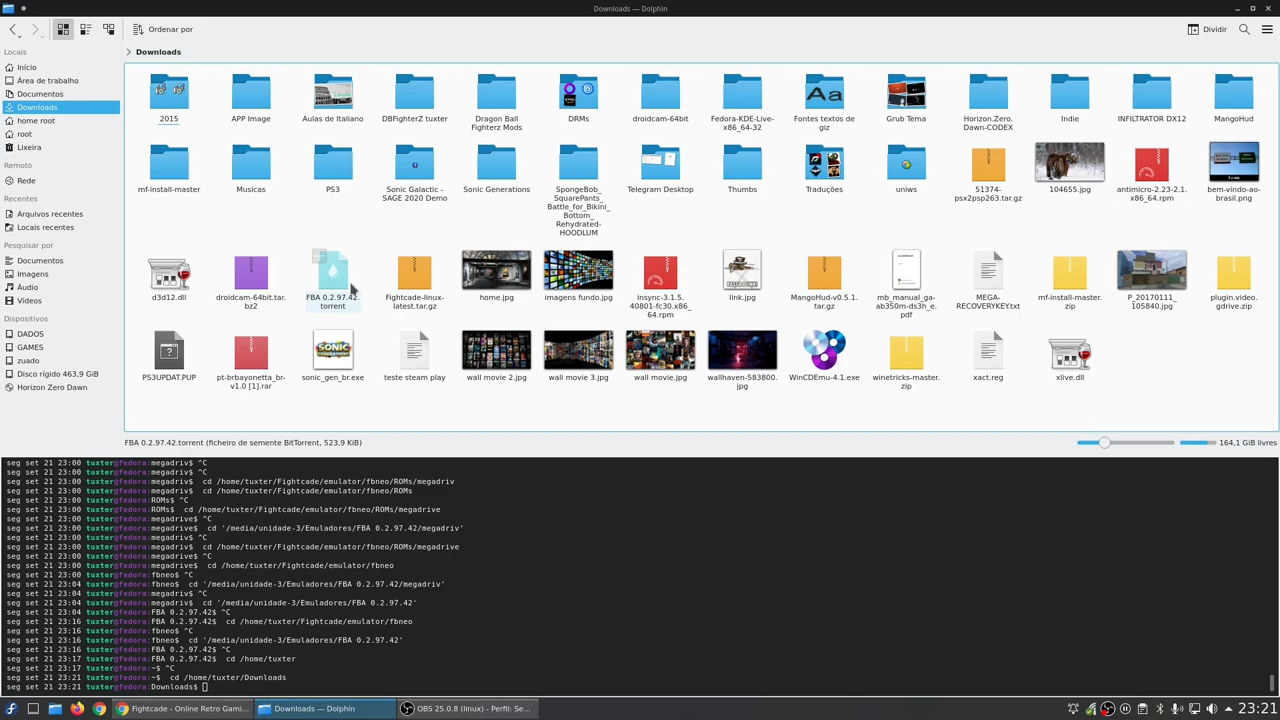 Downloads — Dolphin
Ordenar por
Dividir
Locais
Início
Área de trabalho
Documentos
Downloads
home root
root
Lixeira
Remoto
Rede
Recentes
Arquivos recentes
Locais recentes
Pesquisar por
Documentos
Imagens
Áudio
Vídeos
Dispositivos
DADOS
GAMES
zuado
Disco rígido 463,9 GiB
Horizon Zero Dawn
Downloads
2015
APP Image
Aulas de Italiano
DBFighterZ tuxter
Dragon Ball
Fighterz Mods
DRMs
droidcam-64bit
Fedora-KDE-Live-
x86_64-32
Aa
Fontes textos de
giz
Grub Tema
Horizon.Zero.
Dawn-CODEX
Indie
INFILTRATOR DX12
MangoHud
mf-install-master
Musicas
PS3
Sonic Galactic -
SAGE 2020 Demo
Sonic Generations
SpongeBob_
SquarePants_
Battle_for_Bikini_
Bottom_
Rehydrated-
HOODLUM
Telegram Desktop
Thumbs
Traduções
uniws
51374-
psx2psp263.tar.gz
104655.jpg
antimicro-2.23-2.1.
x86_64.rpm
bem-vindo-ao-
brasil.png
d3d12.dll
droidcam-64bit.tar.
bz2
FBA 0.2.97.42.
torrent
Fightcade-linux-
latest.tar.gz
home.jpg
imagens fundo.jpg
insync-3.1.5.
40801-fc30.x86_
64.rpm
link.jpg
MangoHud-v0.5.1.
tar.gz
mb_manual_ga-
ab350m-ds3h_e.
pdf
MEGA-
RECOVERYKEY.txt
mf-install-master.
zip
P_20170111_
105840.jpg
plugin.video.
gdrive.zip
PS3UPDAT.PUP
pt-brbayonetta_br-
v1.0 [1].rar
SONIC
sonic_gen_br.exe
teste steam play
wall movie 2.jpg
wall movie 3.jpg
wall movie.jpg
wallhaven-583800.
jpg
WinCDEmu-4.1.exe
winetricks-master.
zip
xact.reg
xlive.dll
FBA 0.2.97.42.torrent (ficheiro de semente BitTorrent, 523,9 KiB)
164,1 GiB livres
seg set 21 23:00 tuxter@fedora:megadriv$ ^C
seg set 21 23:00 tuxter@fedora:megadriv$ ^C
seg set 21 23:00 tuxter@fedora:megadriv$  cd /home/tuxter/Fightcade/emulator/fbneo/ROMs/megadriv
seg set 21 23:00 tuxter@fedora:megadriv$  cd /home/tuxter/Fightcade/emulator/fbneo/ROMs
seg set 21 23:00 tuxter@fedora:ROMs$ ^C
seg set 21 23:00 tuxter@fedora:ROMs$  cd /home/tuxter/Fightcade/emulator/fbneo/ROMs/megadrive
seg set 21 23:00 tuxter@fedora:megadrive$ ^C
seg set 21 23:00 tuxter@fedora:megadrive$  cd '/media/unidade-3/Emuladores/FBA 0.2.97.42/megadriv'
seg set 21 23:00 tuxter@fedora:megadriv$ ^C
seg set 21 23:00 tuxter@fedora:megadriv$  cd /home/tuxter/Fightcade/emulator/fbneo/ROMs/megadrive
seg set 21 23:00 tuxter@fedora:megadrive$ ^C
seg set 21 23:00 tuxter@fedora:megadrive$  cd /home/tuxter/Fightcade/emulator/fbneo
seg set 21 23:00 tuxter@fedora:fbneo$ ^C
seg set 21 23:04 tuxter@fedora:fbneo$  cd '/media/unidade-3/Emuladores/FBA 0.2.97.42/megadriv'
seg set 21 23:04 tuxter@fedora:megadriv$ ^C
seg set 21 23:04 tuxter@fedora:megadriv$  cd '/media/unidade-3/Emuladores/FBA 0.2.97.42'
seg set 21 23:04 tuxter@fedora:FBA 0.2.97.42$ ^C
seg set 21 23:16 tuxter@fedora:FBA 0.2.97.42$  cd /home/tuxter/Fightcade/emulator/fbneo
seg set 21 23:16 tuxter@fedora:fbneo$ ^C
seg set 21 23:16 tuxter@fedora:fbneo$  cd '/media/unidade-3/Emuladores/FBA 0.2.97.42'
seg set 21 23:16 tuxter@fedora:FBA 0.2.97.42$ ^C
seg set 21 23:17 tuxter@fedora:FBA 0.2.97.42$  cd /home/tuxter
seg set 21 23:17 tuxter@fedora:~$ ^C
seg set 21 23:21 tuxter@fedora:~$  cd /home/tuxter/Downloads
seg set 21 23:21 tuxter@fedora:Downloads$
Fightcade - Online Retro Gami...
Downloads — Dolphin
OBS 25.0.8 (linux) - Perfil: Se...
23:21